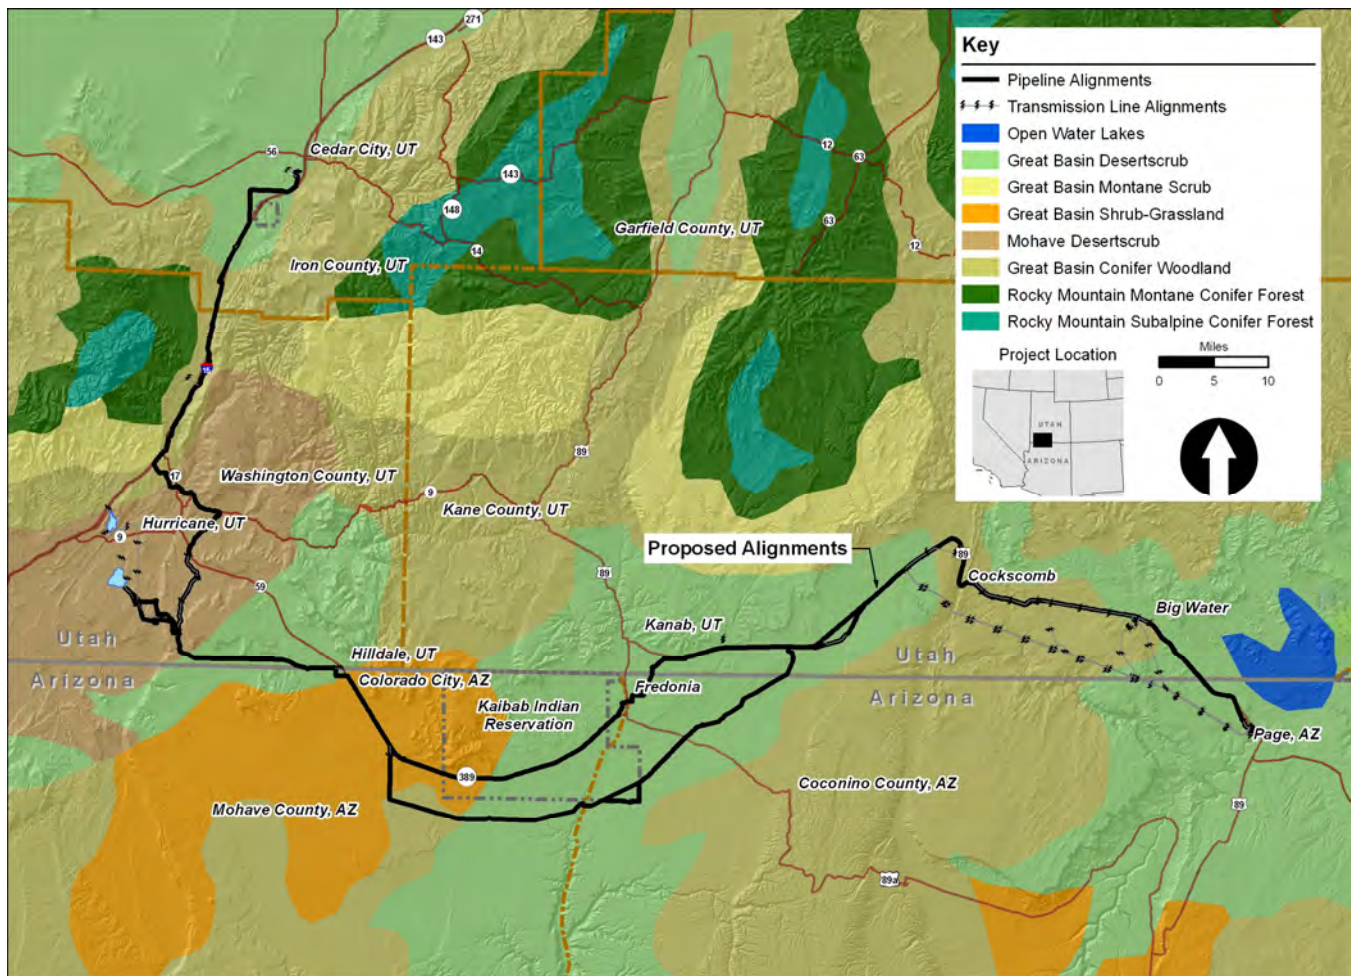 271
143
Key
Pipeline Alignments
Transmission Line Alignments
Open Water Lakes
Great Basin Desertscrub
Great Basin Montane Scrub
Great Basin Shrub-Grassland
Mohave Desertscrub
Great Basin Conifer Woodland
Rocky Mountain Montane Conifer Forest
Rocky Mountain Subalpine Conifer Forest
Project Location
Miles
0 5 10
UTAH
ARIZONA
56
Cedar City, UT
143
12
63
148
63
Garfield County, UT
12
14
Iron County, UT
15
89
17
Washington County, UT
9
Kane County, UT
Hurricane, UT
9
Proposed Alignments
89
89
59
Cockscomb
Big Water
Kanab, UT
Utah
Hilldale, UT
Utah
Arizona
Colorado City, AZ
Fredonia
Arizona
Kaibab Indian
Reservation
Page, AZ
389
Coconino County, AZ
Mohave County, AZ
89
89a